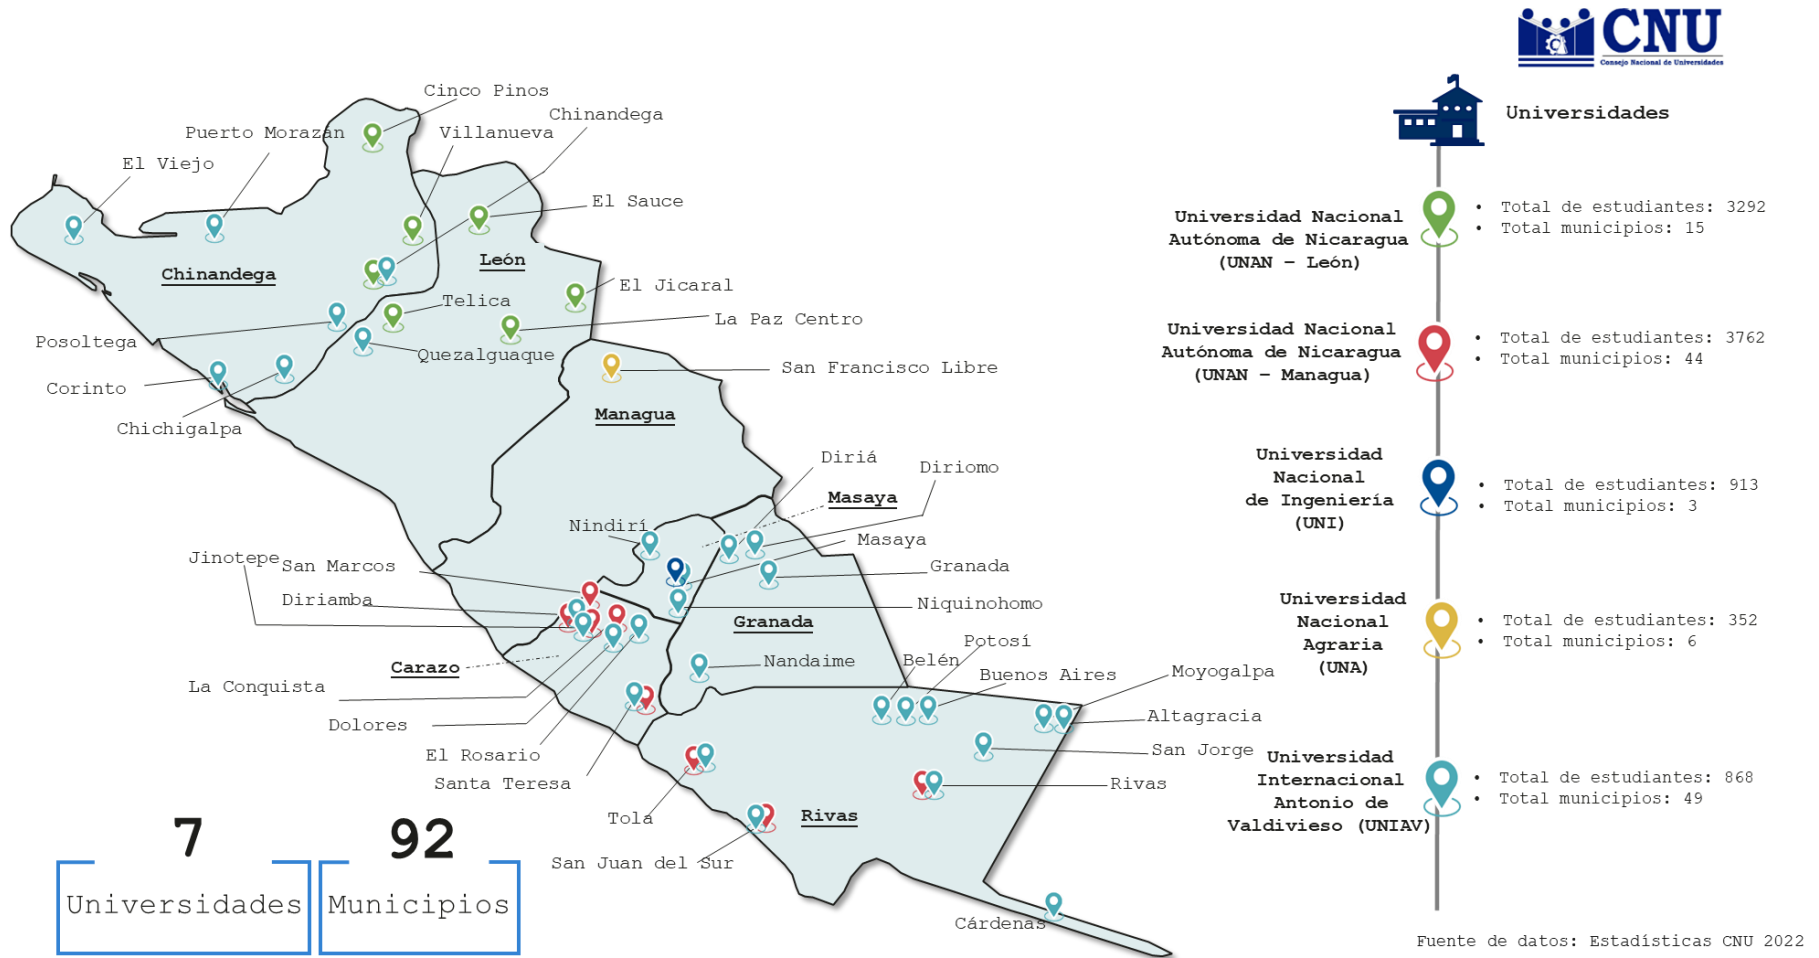 CNU
Consejo Nacional de Universidades
Universidades
Cinco Pinos
Chinandega
Puerto Morazán
Villanueva
El Viejo
El Sauce
Chinandega
León
El Jicaral
Telica
La Paz Centro
Posoltega
Quezalguaque
San Francisco Libre
Corinto
Managua
Chichigalpa
Diriá
Diriomo
Masaya
Nindirí
Masaya
Jinotepe
San Marcos
Granada
Diriamba
Niquinohomo
Granada
Potosí
Carazo
Nandaime
Belén
Buenos Aires
Moyogalpa
La Conquista
Altagracia
Dolores
San Jorge
El Rosario
Santa Teresa
Rivas
Tola
Rivas
San Juan del Sur
Cárdenas
7
Universidades
92
Municipios
Universidad Nacional
Autónoma de Nicaragua
(UNAN – León)
• Total de estudiantes: 3292
• Total municipios: 15
Universidad Nacional
Autónoma de Nicaragua
(UNAN – Managua)
• Total de estudiantes: 3762
• Total municipios: 44
Universidad
Nacional
de Ingeniería
(UNI)
• Total de estudiantes: 913
• Total municipios: 3
Universidad
Nacional
Agraria
(UNA)
• Total de estudiantes: 352
• Total municipios: 6
Universidad
Internacional
Antonio de
Valdivieso (UNIAV)
• Total de estudiantes: 868
• Total municipios: 49
Fuente de datos: Estadísticas CNU 2022